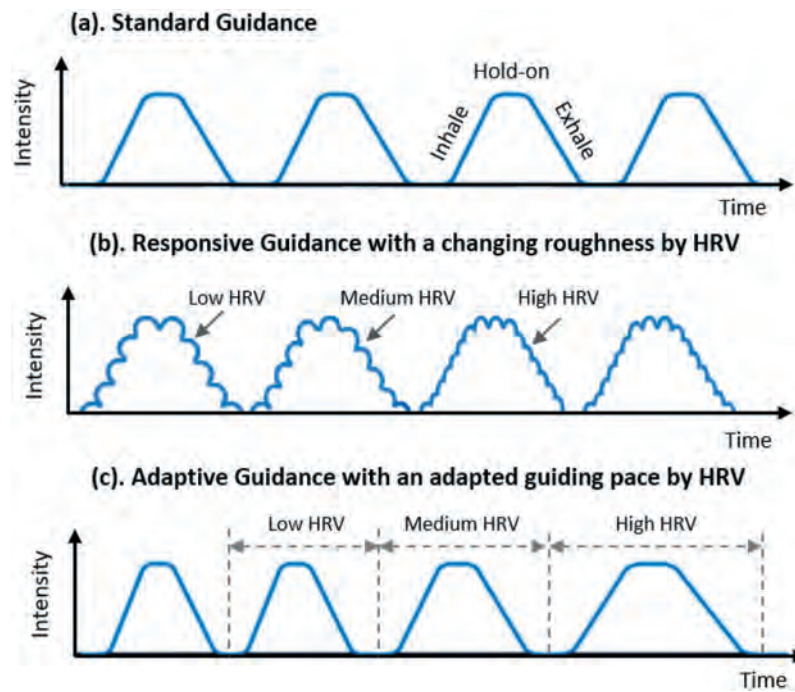 (a). Standard Guidance
Intensity
Hold-on
Inhale
Exhale
Time
(b). Responsive Guidance with a changing roughness by HRV
Low HRV
Medium HRV
High HRV
Intensity
Time
(c). Adaptive Guidance with an adapted guiding pace by HRV
Low HRV
Medium HRV
High HRV
Intensity
Time